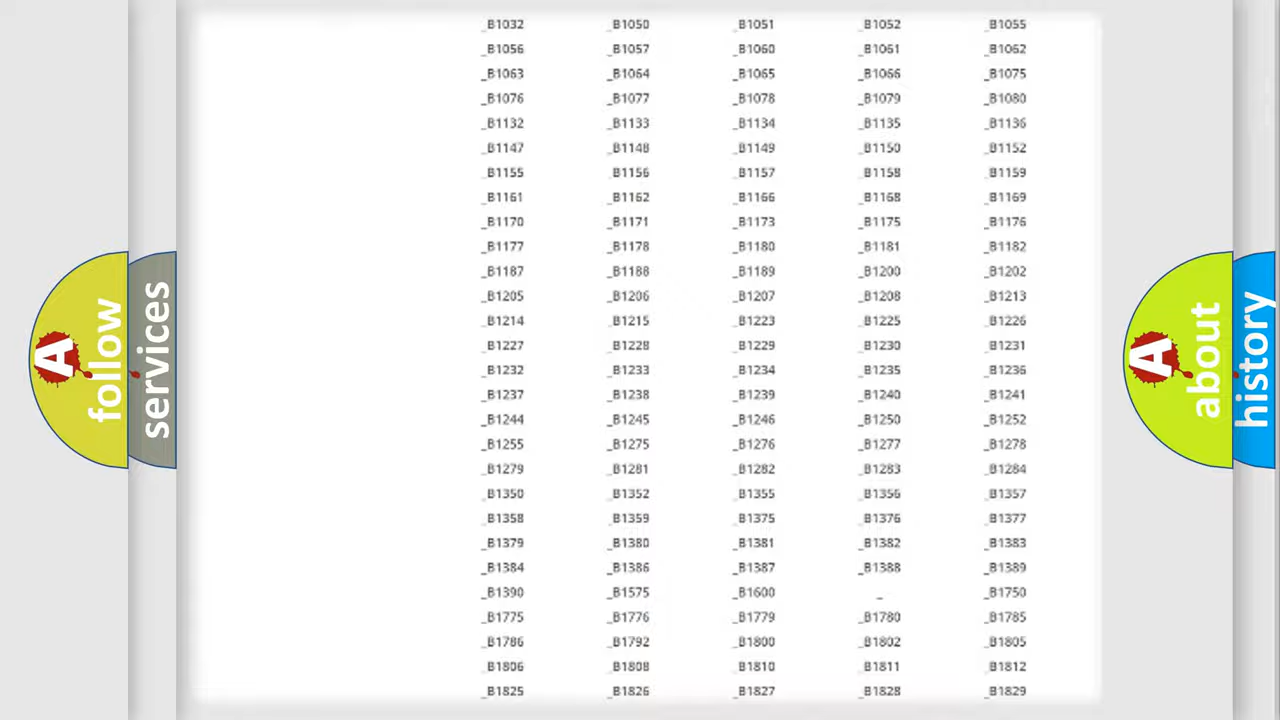 _B1032 _B1050 _B1051 _B1052 _B1055
_B1056 _B1057 _B1060 _B1061 _B1062
_B1063 _B1064 _B1065 _B1066 _B1075
_B1076 _B1077 _B1078 _B1079 _B1080
_B1132 _B1133 _B1134 _B1135 _B1136
_B1147 _B1148 _B1149 _B1150 _B1152
_B1155 _B1156 _B1157 _B1158 _B1159
_B1161 _B1162 _B1166 _B1168 _B1169
_B1170 _B1171 _B1173 _B1175 _B1176
_B1177 _B1178 _B1180 _B1181 _B1182
_B1187 _B1188 _B1189 _B1200 _B1202
_B1205 _B1206 _B1207 _B1208 _B1213
_B1214 _B1215 _B1223 _B1225 _B1226
_B1227 _B1228 _B1229 _B1230 _B1231
_B1232 _B1233 _B1234 _B1235 _B1236
_B1237 _B1238 _B1239 _B1240 _B1241
_B1244 _B1245 _B1246 _B1250 _B1252
_B1255 _B1275 _B1276 _B1277 _B1278
_B1279 _B1281 _B1282 _B1283 _B1284
_B1350 _B1352 _B1355 _B1356 _B1357
_B1358 _B1359 _B1375 _B1376 _B1377
_B1379 _B1380 _B1381 _B1382 _B1383
_B1384 _B1386 _B1387 _B1388 _B1389
_B1390 _B1575 _B1600 _ _B1750
_B1775 _B1776 _B1779 _B1780 _B1785
_B1786 _B1792 _B1800 _B1802 _B1805
_B1806 _B1808 _B1810 _B1811 _B1812
_B1825 _B1826 _B1827 _B1828 _B1829
A
follow
services
A
about
history